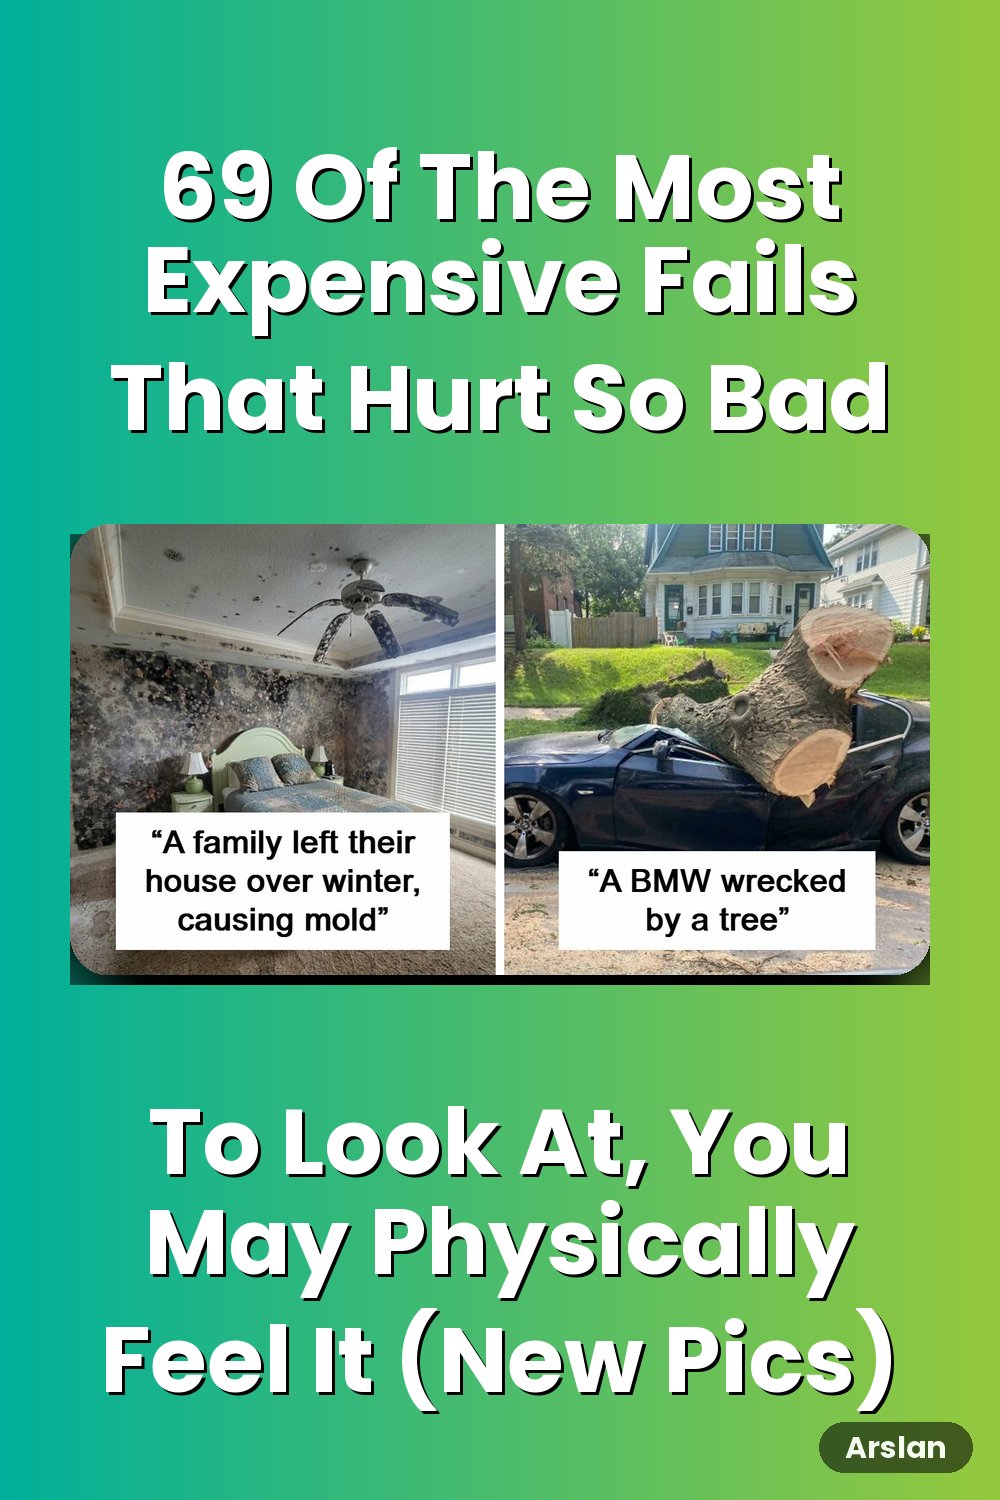 69 Of The Most
Expensive Fails
That Hurt So Bad
“A family left their
house over winter,
causing mold”
“A BMW wrecked
by a tree”
To Look At, You
May Physically
Feel It (New Pics)
Arslan